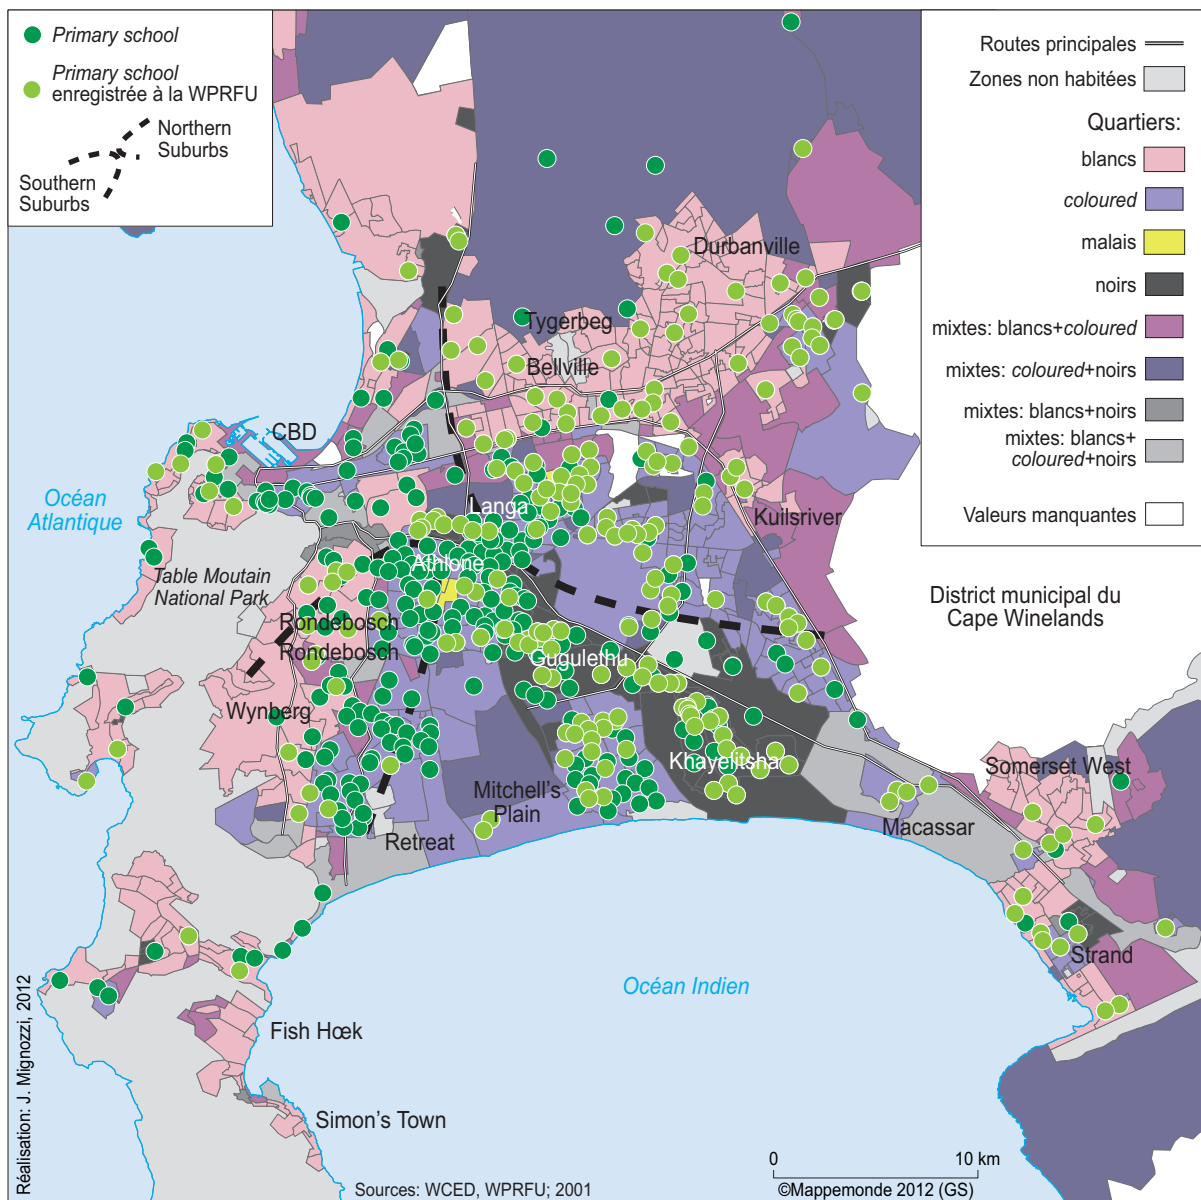 Primary school
Primary school
enregistrée à la WPRFU
Northern
Suburbs
Southern
Suburbs
Routes principales
Zones non habitées
Quartiers:
blancs
coloured
malais
noirs
mixtes: blancs+coloured
mixtes: coloured+noirs
mixtes: blancs+noirs
mixtes: blancs+
coloured+noirs
Valeurs manquantes
Durbanville
Tygerbeg
Bellville
CBD
Océan
Atlantique
Langa
Kuilsriver
Athlone
Table Moutain
National Park
District municipal du
Cape Winelands
Rondebosch
Rondebosch
Gugulethu
Wynberg
Khayelitsha
Somerset West
Mitchell's
Plain
Macassar
Retreat
Strand
Océan Indien
Fish Hœk
Simon's Town
Réalisation: J. Mignozzi, 2012
0
10 km
Sources: WCED, WPRFU; 2001
©Mappemonde 2012 (GS)